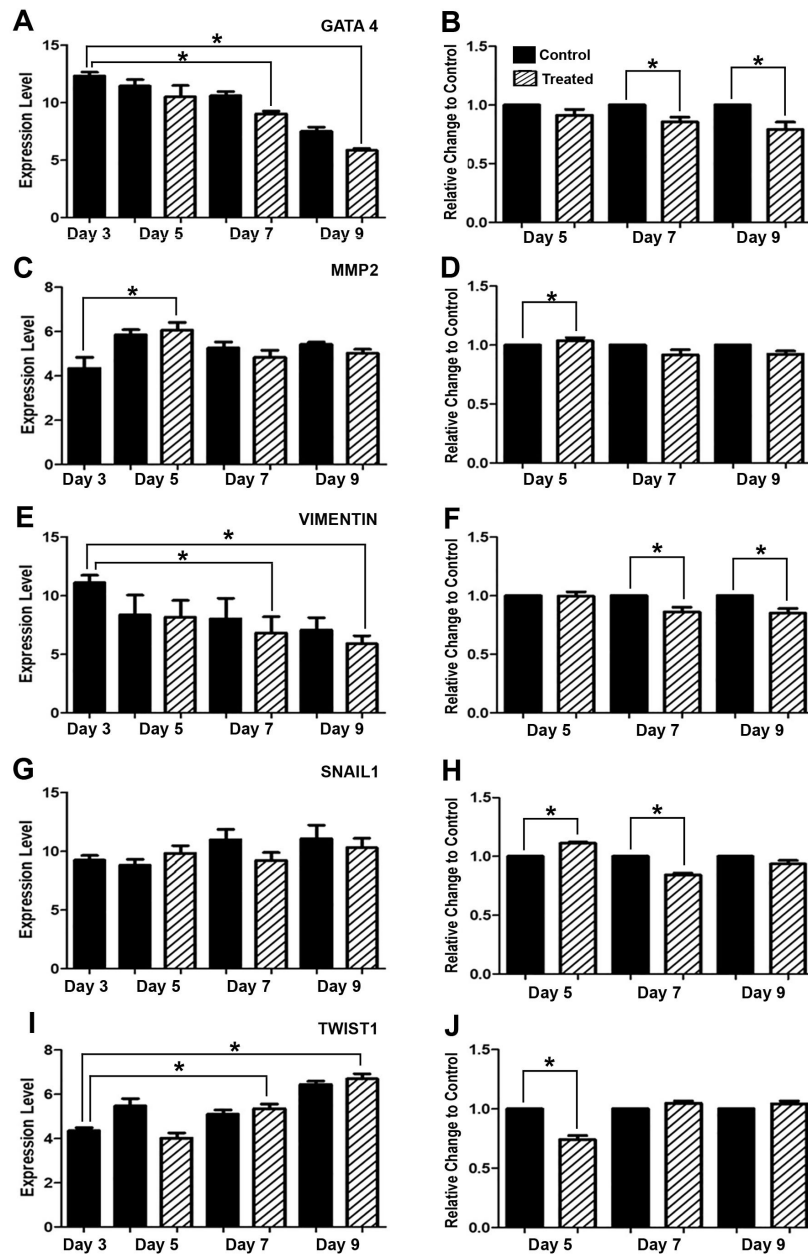 A
GATA 4
*
*
Expression Level
15
10
5
0
Day 3 Day 5 Day 7 Day 9
B
Relative Change to Control
1.5
1.0
0.5
0.0
Control
Treated
* *
Day 5 Day 7 Day 9
C
MMP2
*
Expression Level
8
6
4
2
0
Day 3 Day 5 Day 7 Day 9
D
Relative Change to Control
1.5
1.0
0.5
0.0
*
Day 5 Day 7 Day 9
E
VIMENTIN
*
*
Expression Level
15
10
5
0
Day 3 Day 5 Day 7 Day 9
F
Relative Change to Control
1.5
1.0
0.5
0.0
* *
Day 5 Day 7 Day 9
G
SNAIL1
Expression Level
15
10
5
0
Day 3 Day 5 Day 7 Day 9
H
Relative Change to Control
1.5
1.0
0.5
0.0
* *
Day 5 Day 7 Day 9
I
TWIST1
*
*
Expression Level
8
6
4
2
0
Day 3 Day 5 Day 7 Day 9
J
Relative Change to Control
1.5
1.0
0.5
0.0
*
Day 5 Day 7 Day 9